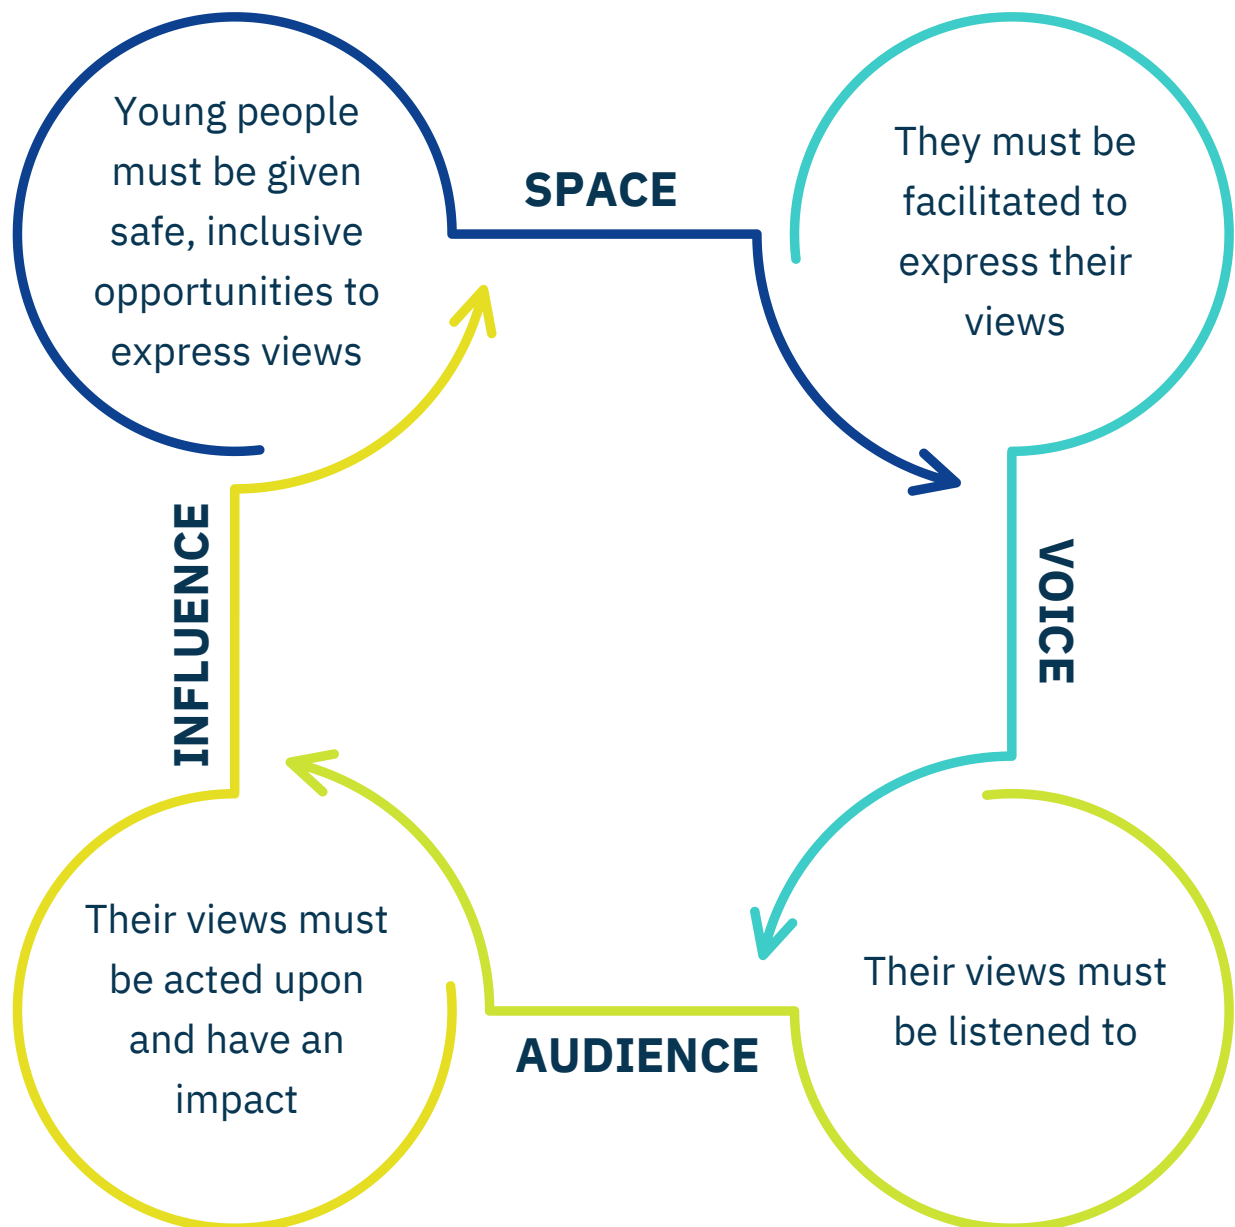 Young people
must be given
safe, inclusive
opportunities to
express views
SPACE
They must be
facilitated to
express their
views
VOICE
Their views must
be listened to
AUDIENCE
Their views must
be acted upon
and have an
impact
INFLUENCE